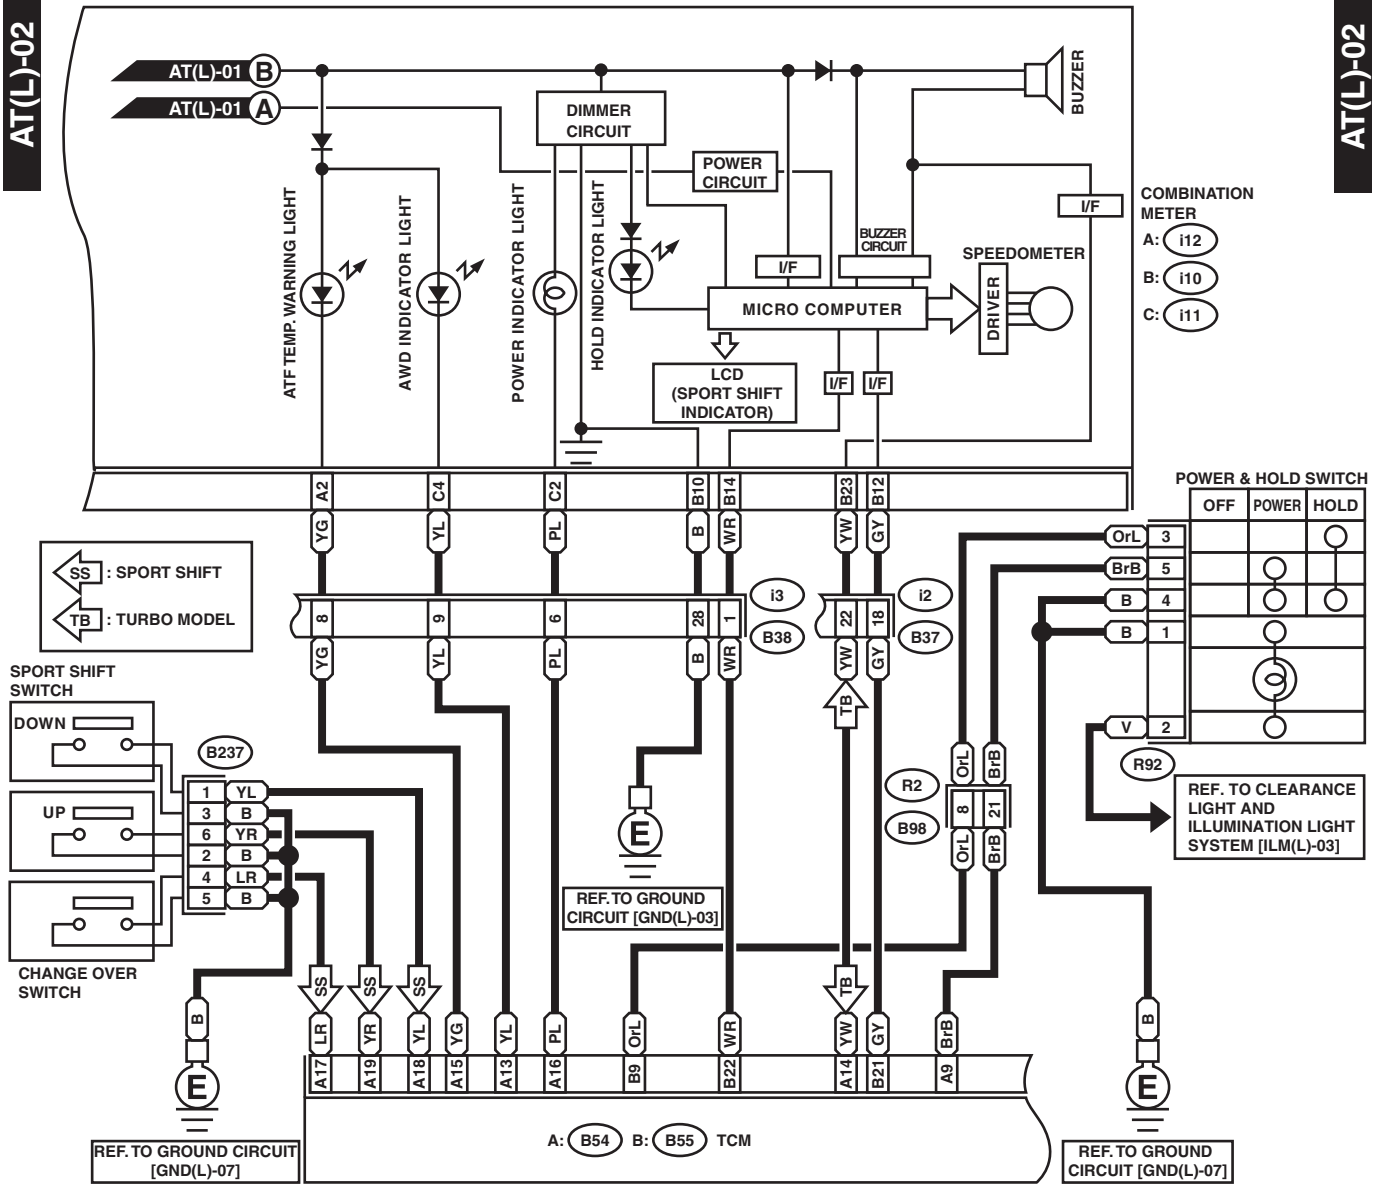 AT(L)-02
AT(L)-02
AT(L)-01 B
AT(L)-01 A
DIMMER
CIRCUIT
POWER
CIRCUIT
BUZZER
I/F
I/F
BUZZER
CIRCUIT
SPEEDOMETER
MICRO COMPUTER
DRIVER
LCD
(SPORT SHIFT
INDICATOR)
I/F
I/F
ATF TEMP. WARNING LIGHT
AWD INDICATOR LIGHT
POWER INDICATOR LIGHT
HOLD INDICATOR LIGHT
COMBINATION
METER
A: i12
B: i10
C: i11
A2
C4
C2
B10
B14
B23
B12
YG
YL
PL
B
WR
YW
GY
8
9
6
28
1
22
18
i3
B38
i2
B37
YG
YL
PL
B
WR
YW
GY
TB
SS : SPORT SHIFT
TB : TURBO MODEL
SPORT SHIFT
SWITCH
DOWN
UP
CHANGE OVER
SWITCH
B237
1 YL
3 B
6 YR
2 B
4 LR
5 B
B
E
REF. TO GROUND CIRCUIT
[GND(L)-07]
E
REF. TO GROUND
CIRCUIT [GND(L)-03]
POWER & HOLD SWITCH
OFF POWER HOLD
OrL 3
BrB 5
B 4
B 1
V 2
R92
REF. TO CLEARANCE
LIGHT AND
ILLUMINATION LIGHT
SYSTEM [ILM(L)-03]
OrL
BrB
R2
B98
8
21
OrL
BrB
B
E
REF. TO GROUND
CIRCUIT [GND(L)-07]
SS
SS
SS
TB
LR
YR
YL
YG
YL
PL
OrL
WR
YW
GY
BrB
A17
A19
A18
A15
A13
A16
B9
B22
A14
B21
A9
A: B54 B: B55 TCM